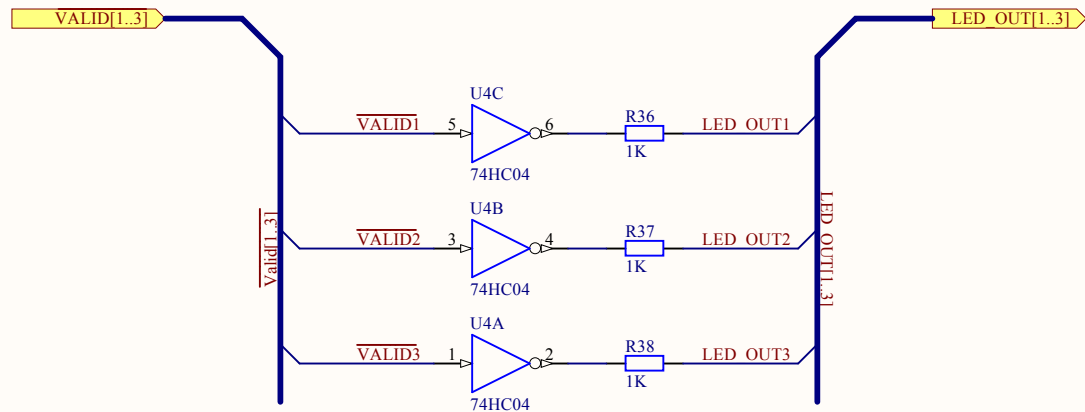 VALID[1..3]
LED_OUT[1..3]
U4C
VALID1
5
6
R36
1K
LED_OUT1
74HC04
U4B
VALID2
3
4
R37
1K
LED_OUT2
74HC04
Valid[1..3]
LED_OUT[1..3]
U4A
VALID3
1
2
R38
1K
LED_OUT3
74HC04